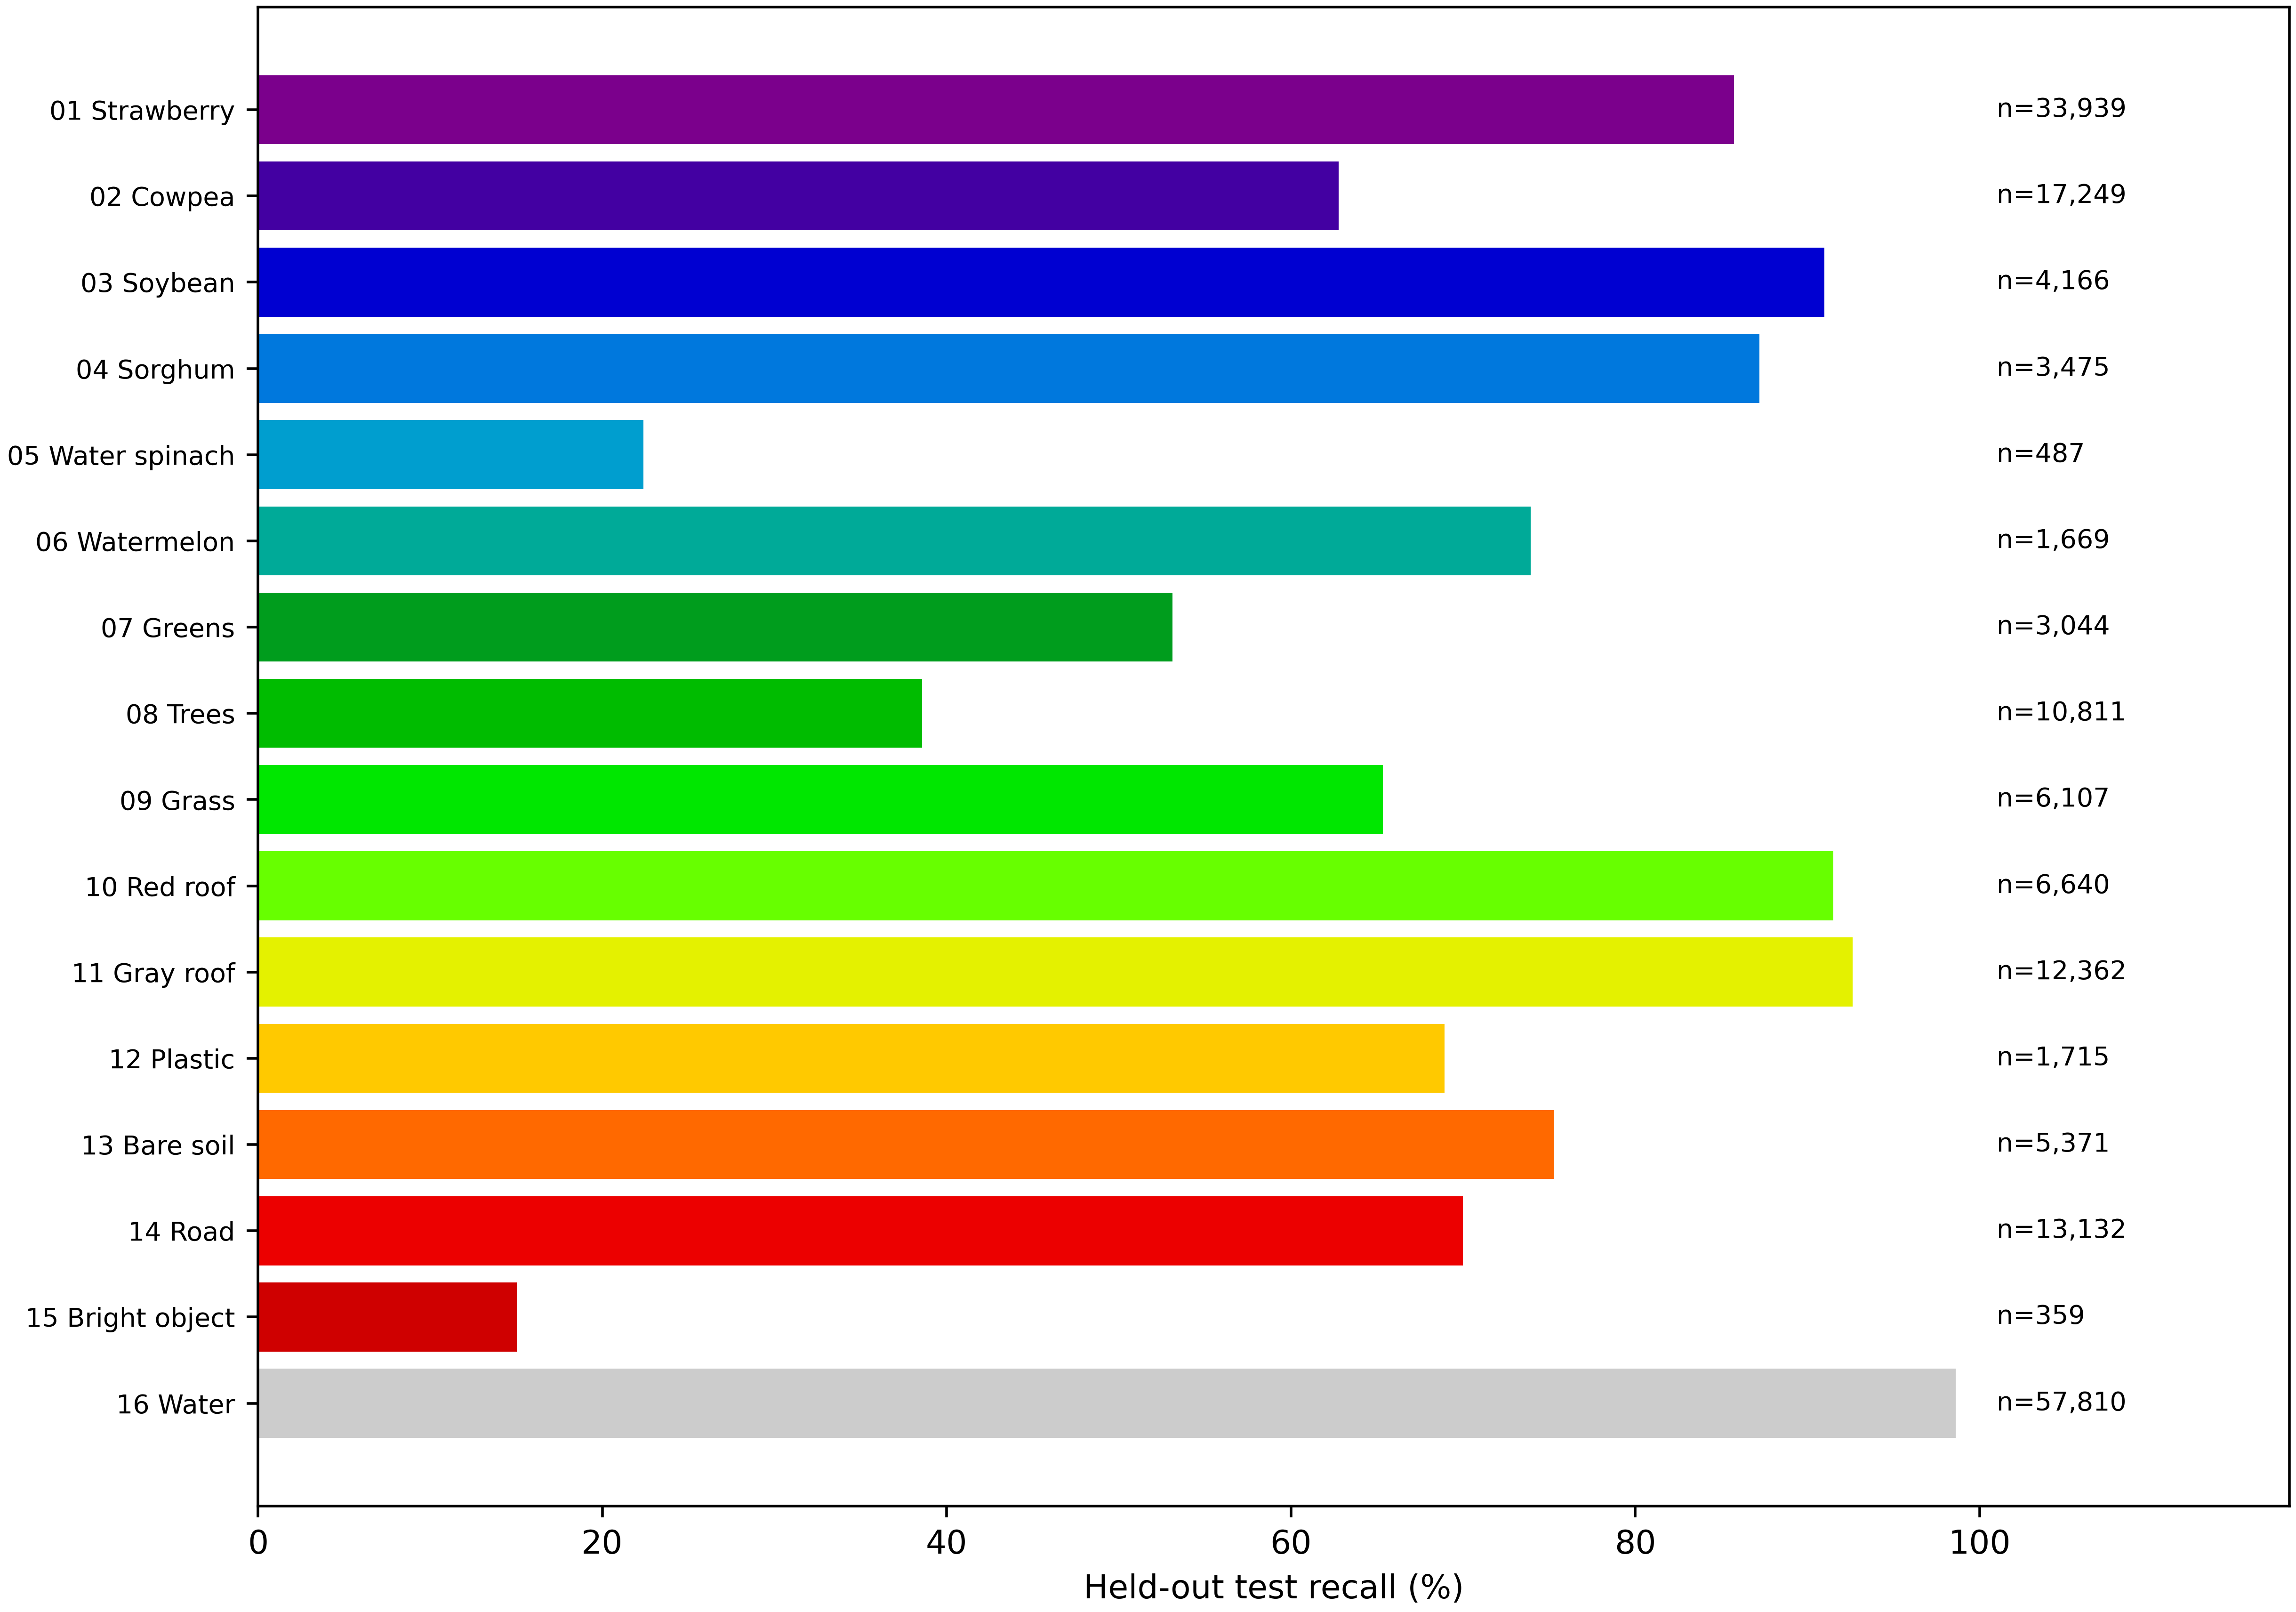 01 Strawberry n=33,939
02 Cowpea n=17,249
03 Soybean n=4,166
04 Sorghum n=3,475
05 Water spinach n=487
06 Watermelon n=1,669
07 Greens n=3,044
08 Trees n=10,811
09 Grass n=6,107
10 Red roof n=6,640
11 Gray roof n=12,362
12 Plastic n=1,715
13 Bare soil n=5,371
14 Road n=13,132
15 Bright object n=359
16 Water n=57,810
0 20 40 60 80 100
Held-out test recall (%)